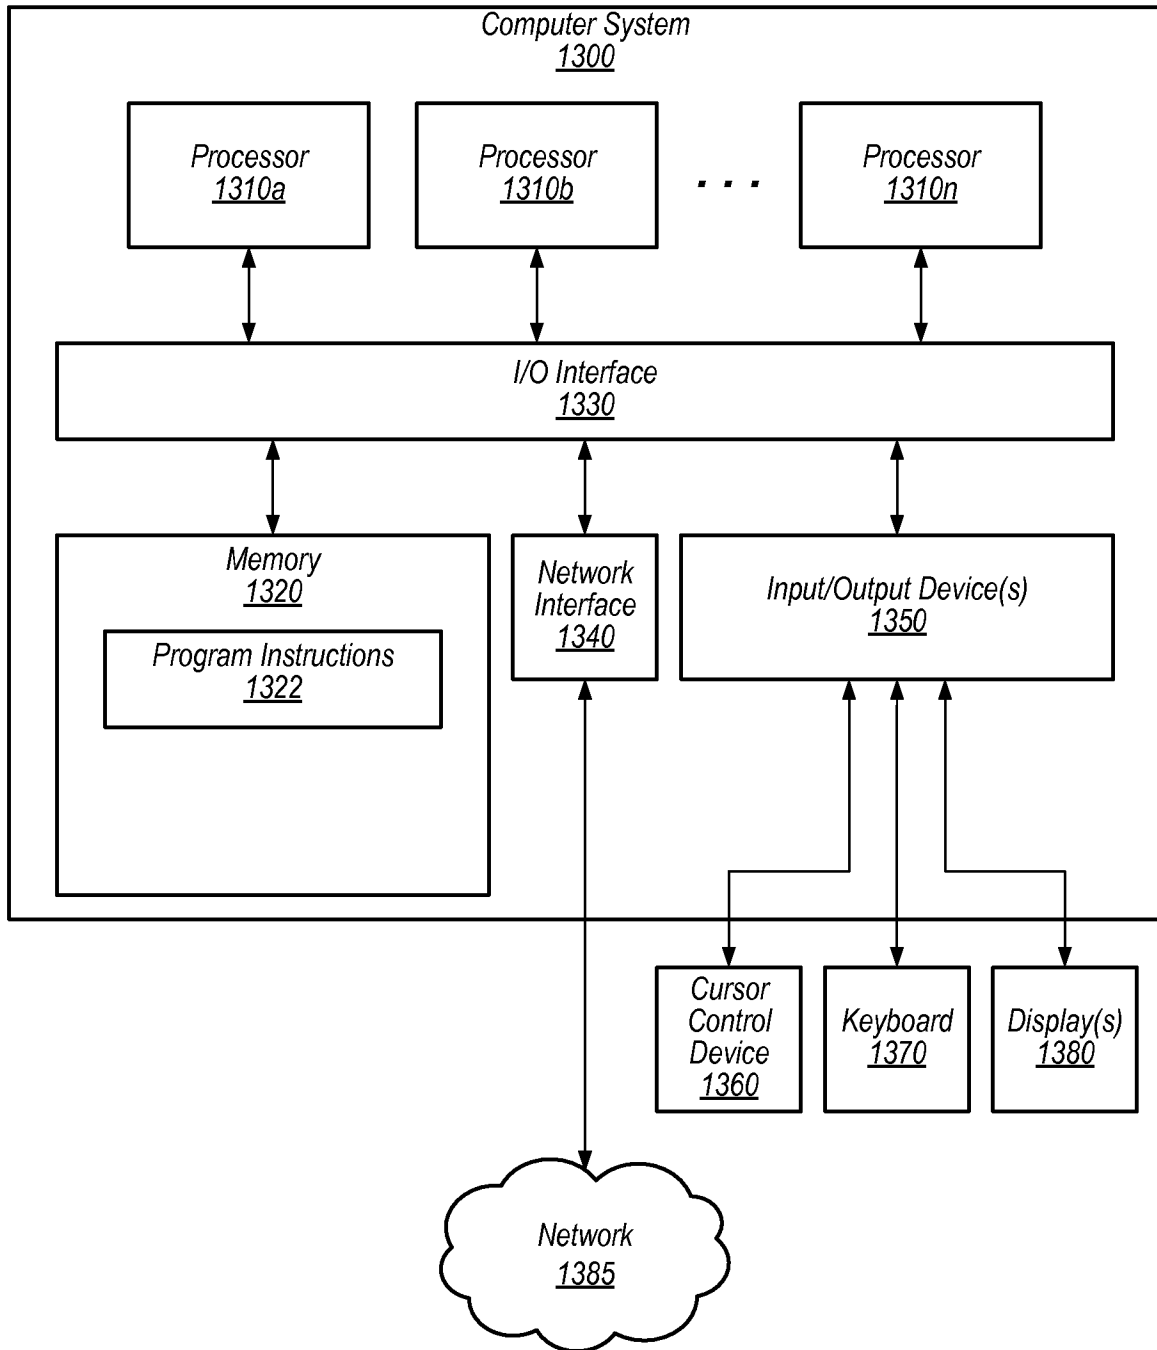 Computer System
1300
Processor
1310a
Processor
1310b
. . .
Processor
1310n
I/O Interface
1330
Memory
1320
Program Instructions
1322
Network
Interface
1340
Input/Output Device(s)
1350
Cursor
Control
Device
1360
Keyboard
1370
Display(s)
1380
Network
1385